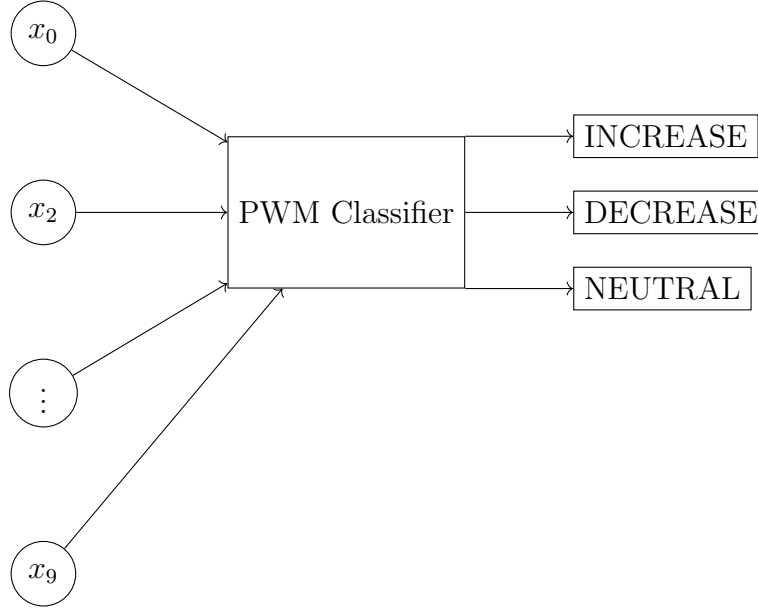 x₀
x₂
⋮
x₉
PWM Classifier
INCREASE
DECREASE
NEUTRAL